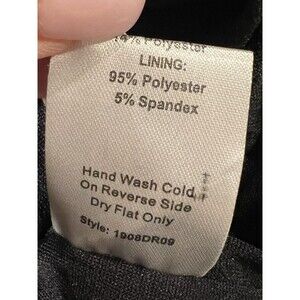 Polyester
LINING:
95% Polyester
5% Spandex
Hand Wash Cold
On Reverse Side
Dry Flat Only
Style: 1908DR09